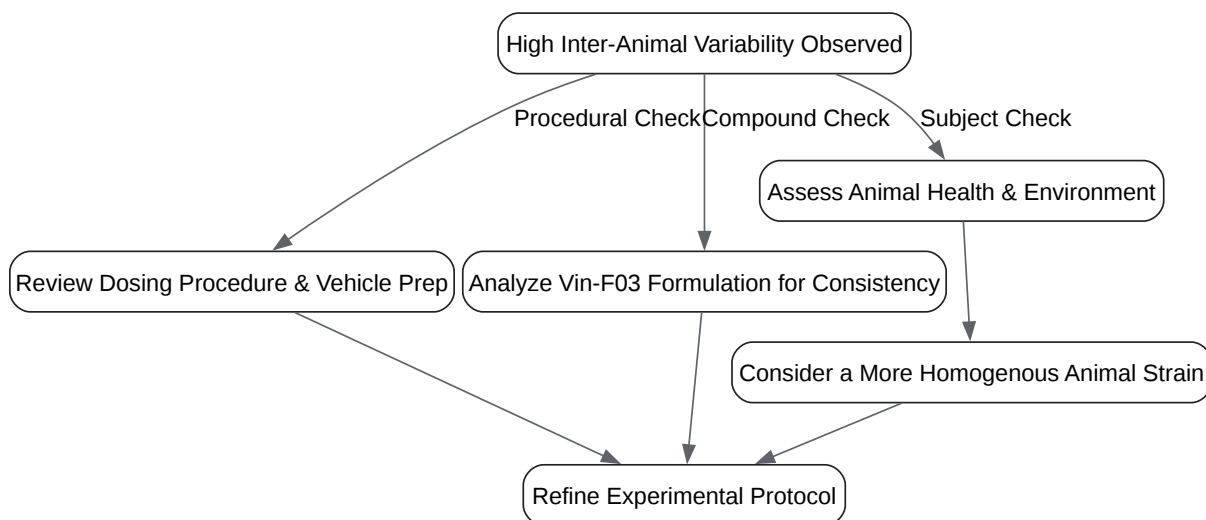 High Inter-Animal Variability Observed
Procedural Check
Compound Check
Subject Check
Assess Animal Health & Environment
Review Dosing Procedure & Vehicle Prep
Analyze Vin-F03 Formulation for Consistency
Consider a More Homogenous Animal Strain
Refine Experimental Protocol